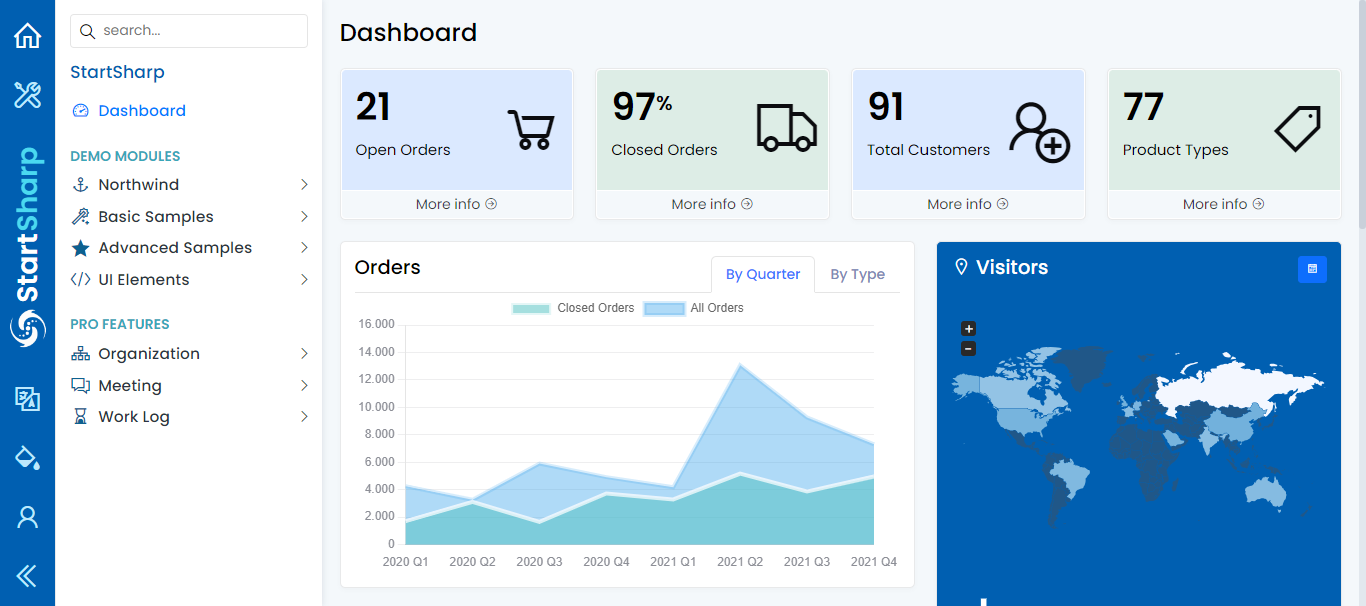 StartSharp
search...
StartSharp
Dashboard
DEMO MODULES
Northwind
Basic Samples
Advanced Samples
UI Elements
PRO FEATURES
Organization
Meeting
Work Log
Dashboard
21
Open Orders
More info
97%
Closed Orders
More info
91
Total Customers
More info
77
Product Types
More info
Orders
By Quarter
By Type
Closed Orders
All Orders
16.000
14.000
12.000
10.000
8.000
6.000
4.000
2.000
0
2020 Q1
2020 Q2
2020 Q3
2020 Q4
2021 Q1
2021 Q2
2021 Q3
2021 Q4
Visitors
+
−